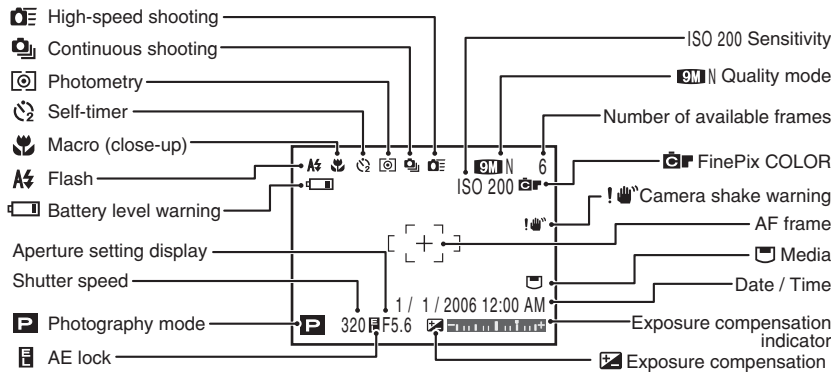 High-speed shooting
Continuous shooting
Photometry
Self-timer
Macro (close-up)
Flash
Battery level warning
Aperture setting display
Shutter speed
P Photography mode
AE lock
9M N 6
ISO 200
1 / 1 / 2006 12:00 AM
P 320 F5.6
ISO 200 Sensitivity
9M N Quality mode
Number of available frames
FinePix COLOR
Camera shake warning
AF frame
Media
Date / Time
Exposure compensation
indicator
Exposure compensation